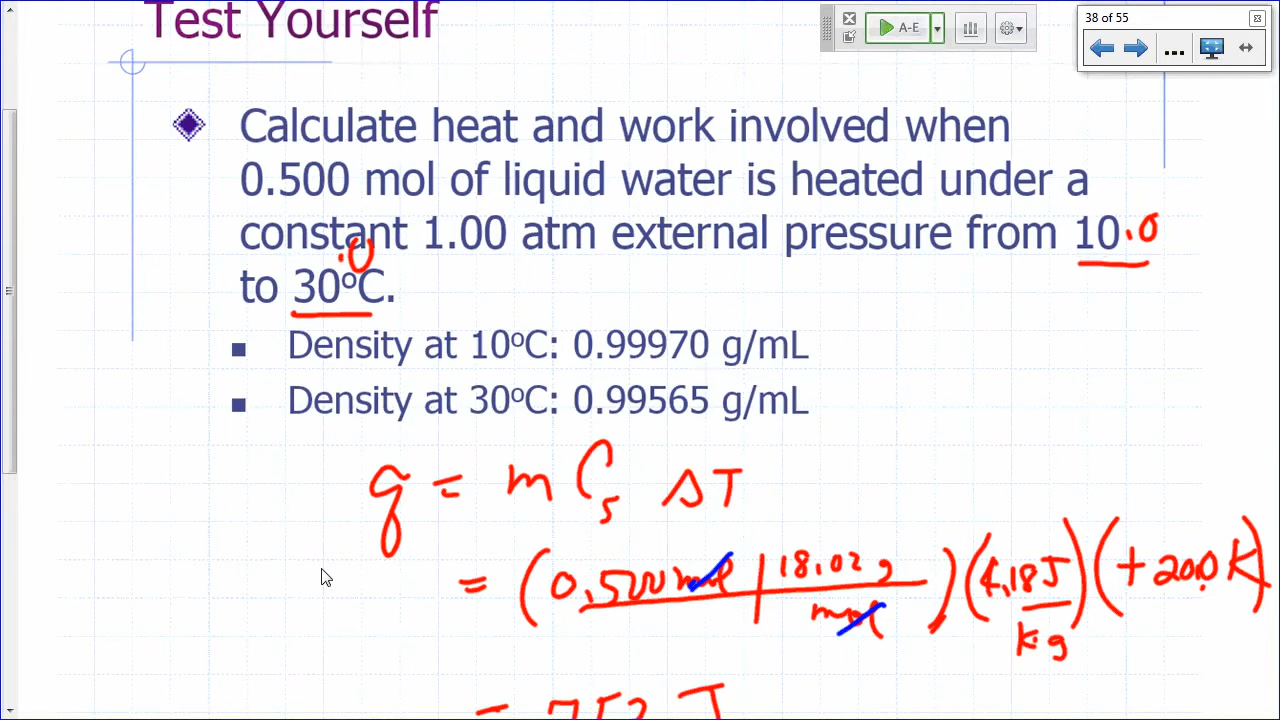 Test Yourself
A-E
38 of 55
Calculate heat and work involved when
0.500 mol of liquid water is heated under a
constant 1.00 atm external pressure from 10.0
to 30.0°C.
Density at 10°C: 0.99970 g/mL
Density at 30°C: 0.99565 g/mL
q = m Cs ΔT
= (0.500 mol | 18.02 g / mol) (4.18 J / K·g) (+20.0 K)
= 753 J